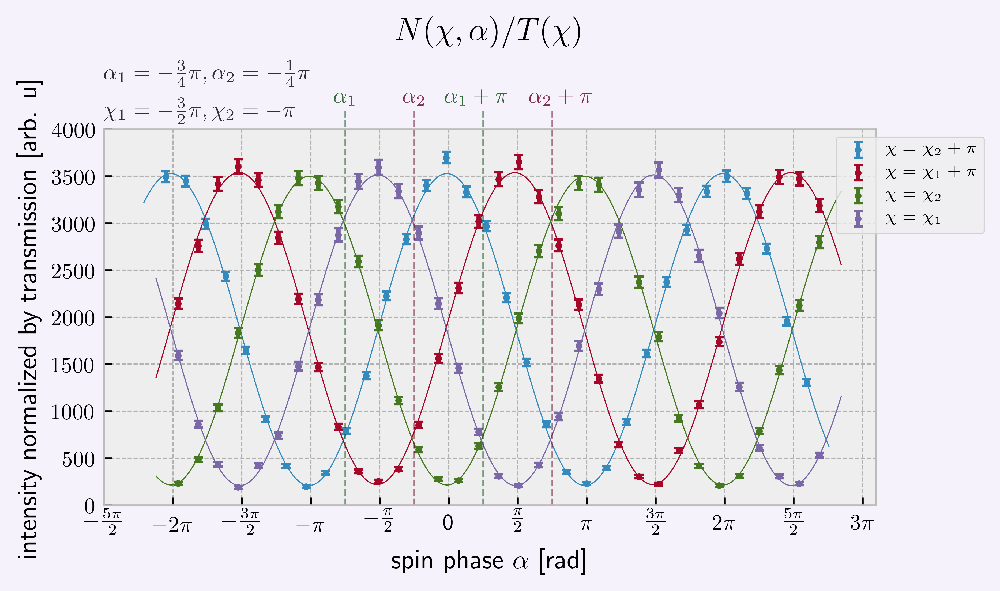 N(χ, α)/T(χ)
α₁ = −3/4π, α₂ = −1/4π
χ₁ = −3/2π, χ₂ = −π
α₁ α₂ α₁ + π α₂ + π
intensity normalized by transmission [arb. u]
4000
3500
3000
2500
2000
1500
1000
500
0
χ = χ₂ + π
χ = χ₁ + π
χ = χ₂
χ = χ₁
−5π/2 −2π −3π/2 −π −π/2 0 π/2 π 3π/2 2π 5π/2 3π
spin phase α [rad]